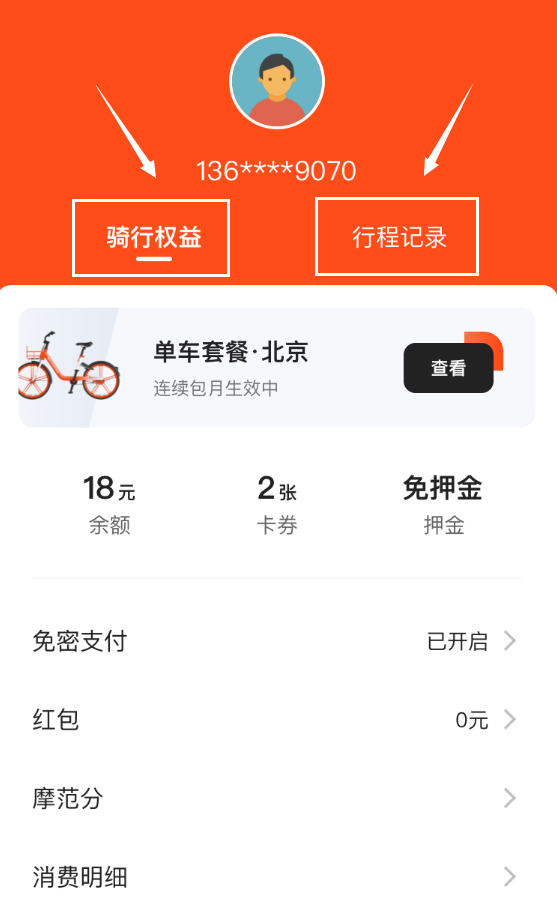 136****9070
骑行权益 行程记录
单车套餐·北京
连续包月生效中
查看
18元 2张 免押金
余额 卡券 押金
免密支付 已开启
红包 0元
摩范分
消费明细